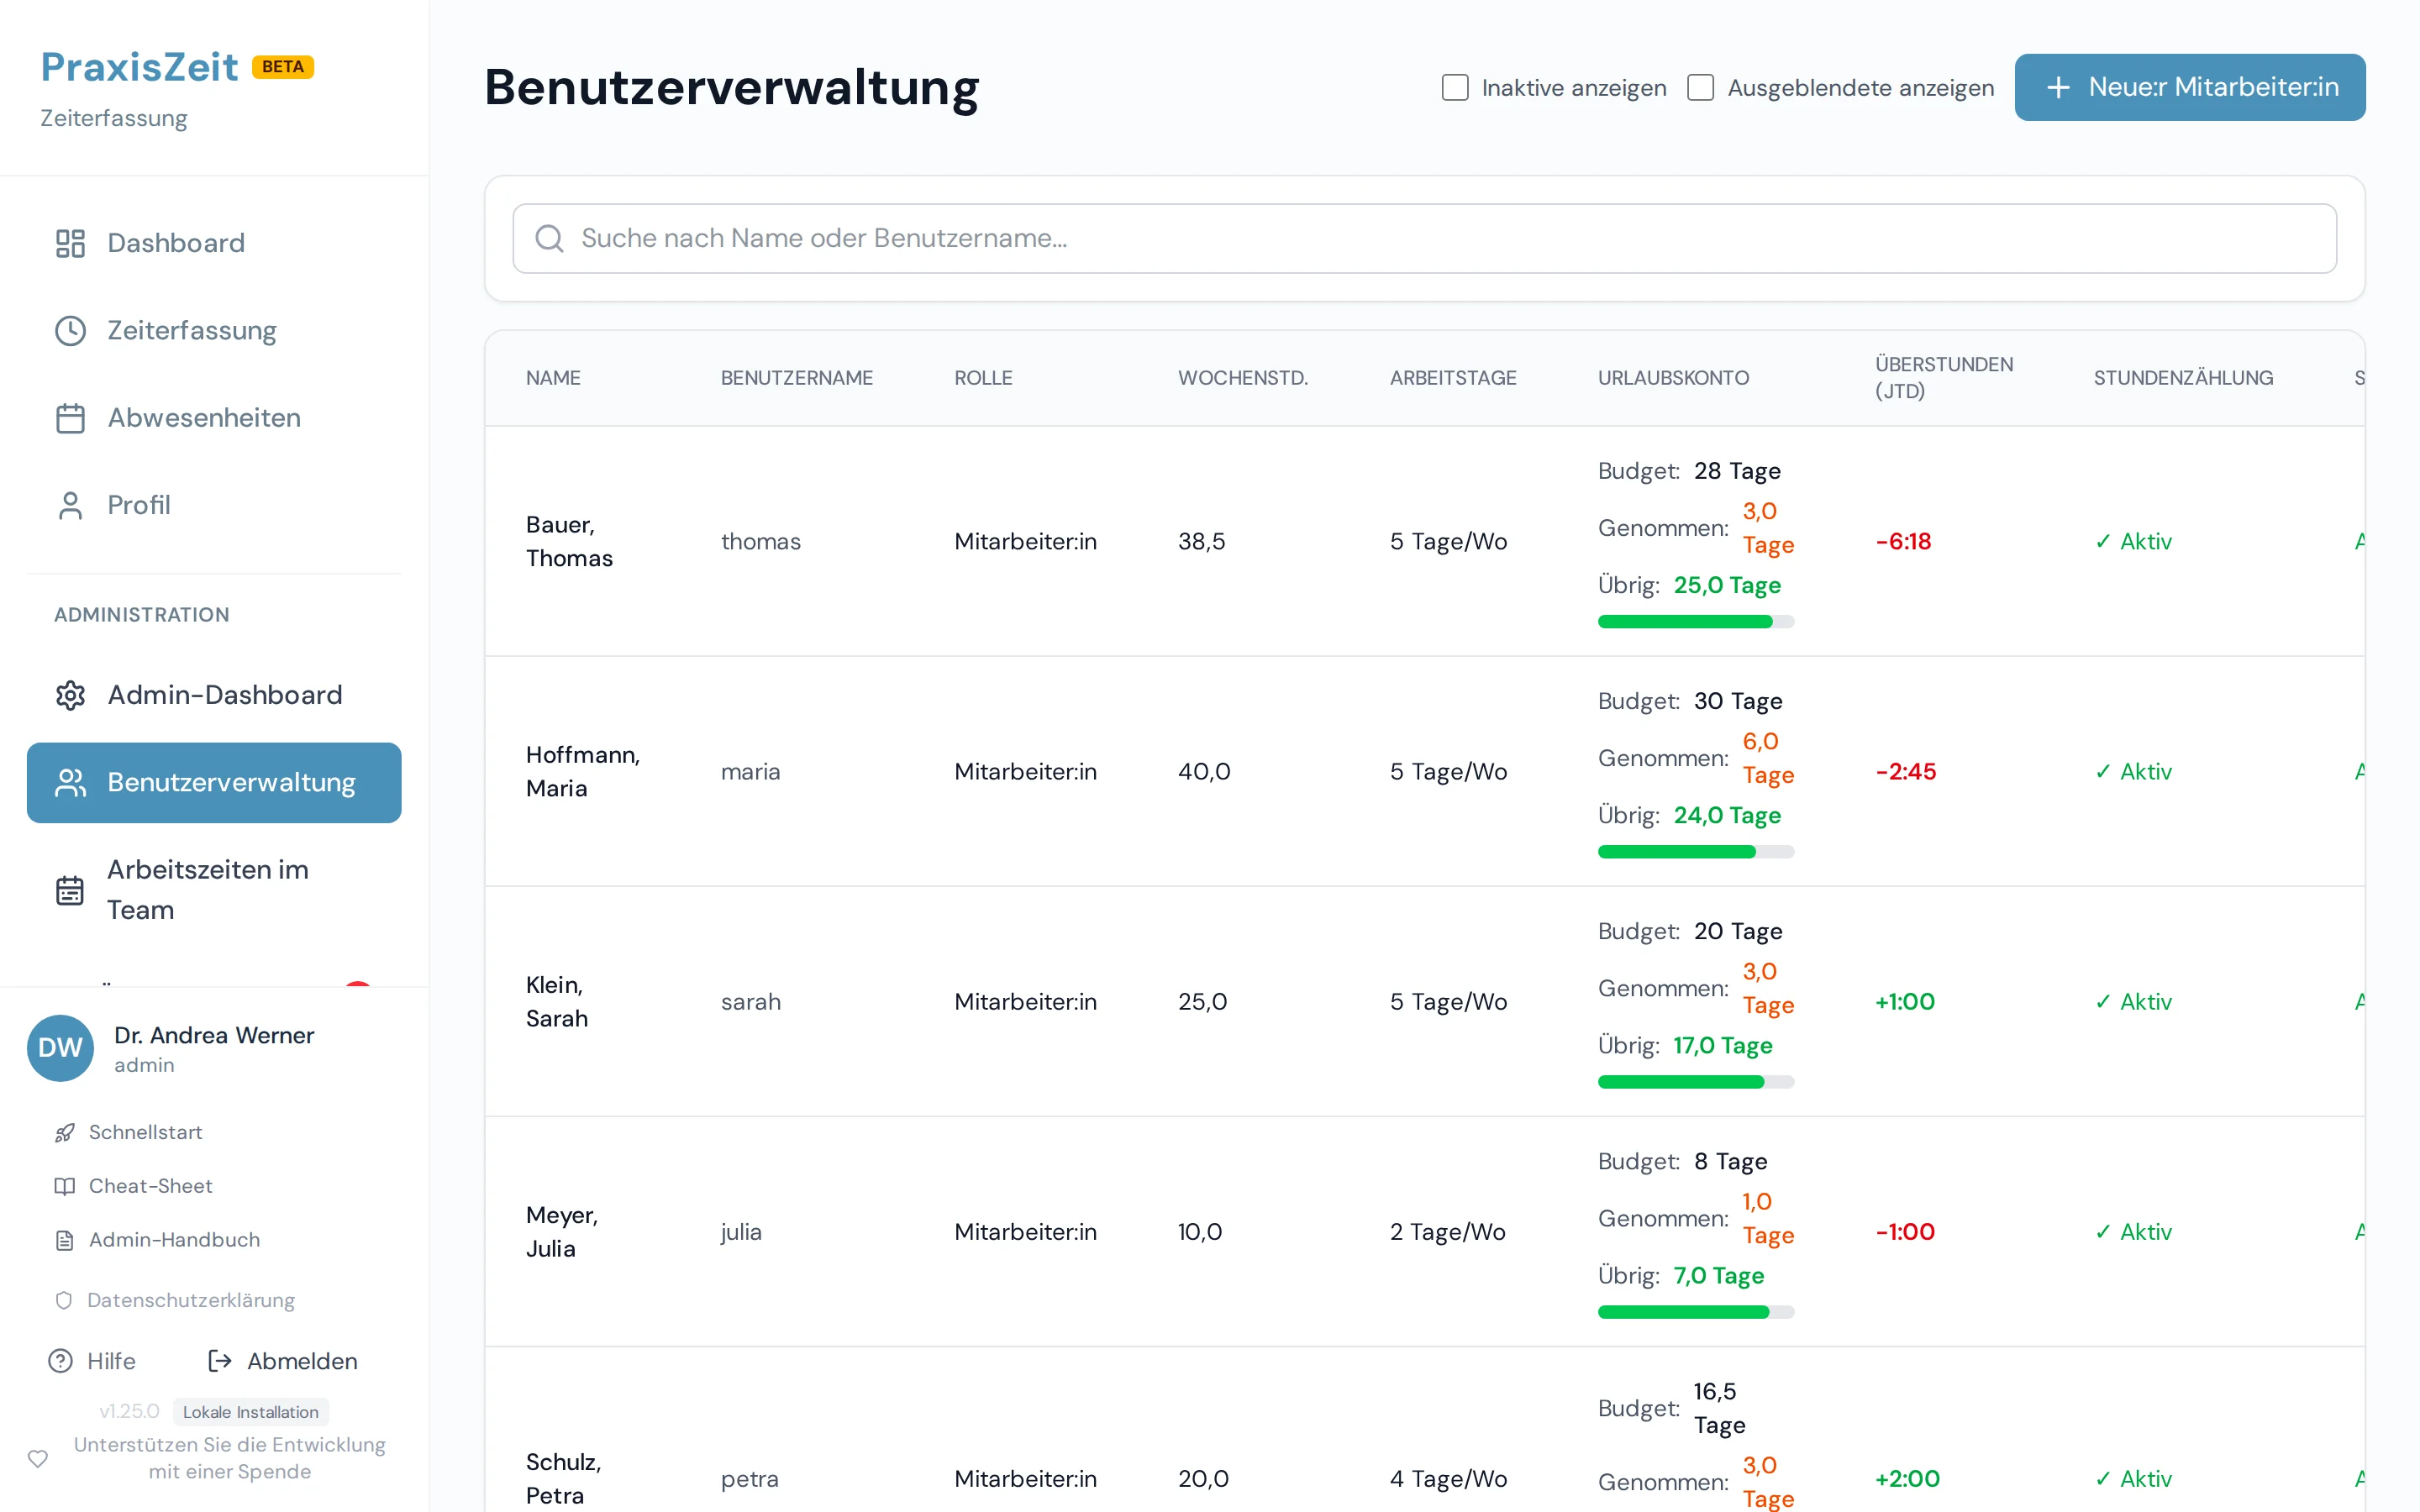 PraxisZeit BETA
Zeiterfassung
Dashboard
Zeiterfassung
Abwesenheiten
Profil
ADMINISTRATION
Admin-Dashboard
Benutzerverwaltung
Arbeitszeiten im
Team
DW
Dr. Andrea Werner
admin
Schnellstart
Cheat-Sheet
Admin-Handbuch
Datenschutzerklärung
Hilfe Abmelden
v1.25.0 Lokale Installation
Unterstützen Sie die Entwicklung
mit einer Spende
Benutzerverwaltung
Inaktive anzeigen Ausgeblendete anzeigen + Neue:r Mitarbeiter:in
Suche nach Name oder Benutzername...
NAME BENUTZERNAME ROLLE WOCHENSTD. ARBEITSTAGE URLAUBSKONTO ÜBERSTUNDEN (JTD) STUNDENZÄHLUNG
Bauer, Thomas thomas Mitarbeiter:in 38,5 5 Tage/Wo Budget: 28 Tage Genommen: 3,0 Tage Übrig: 25,0 Tage -6:18 ✓ Aktiv
Hoffmann, Maria maria Mitarbeiter:in 40,0 5 Tage/Wo Budget: 30 Tage Genommen: 6,0 Tage Übrig: 24,0 Tage -2:45 ✓ Aktiv
Klein, Sarah sarah Mitarbeiter:in 25,0 5 Tage/Wo Budget: 20 Tage Genommen: 3,0 Tage Übrig: 17,0 Tage +1:00 ✓ Aktiv
Meyer, Julia julia Mitarbeiter:in 10,0 2 Tage/Wo Budget: 8 Tage Genommen: 1,0 Tage Übrig: 7,0 Tage -1:00 ✓ Aktiv
Schulz, Petra petra Mitarbeiter:in 20,0 4 Tage/Wo Budget: 16,5 Tage Genommen: 3,0 Tage +2:00 ✓ Aktiv